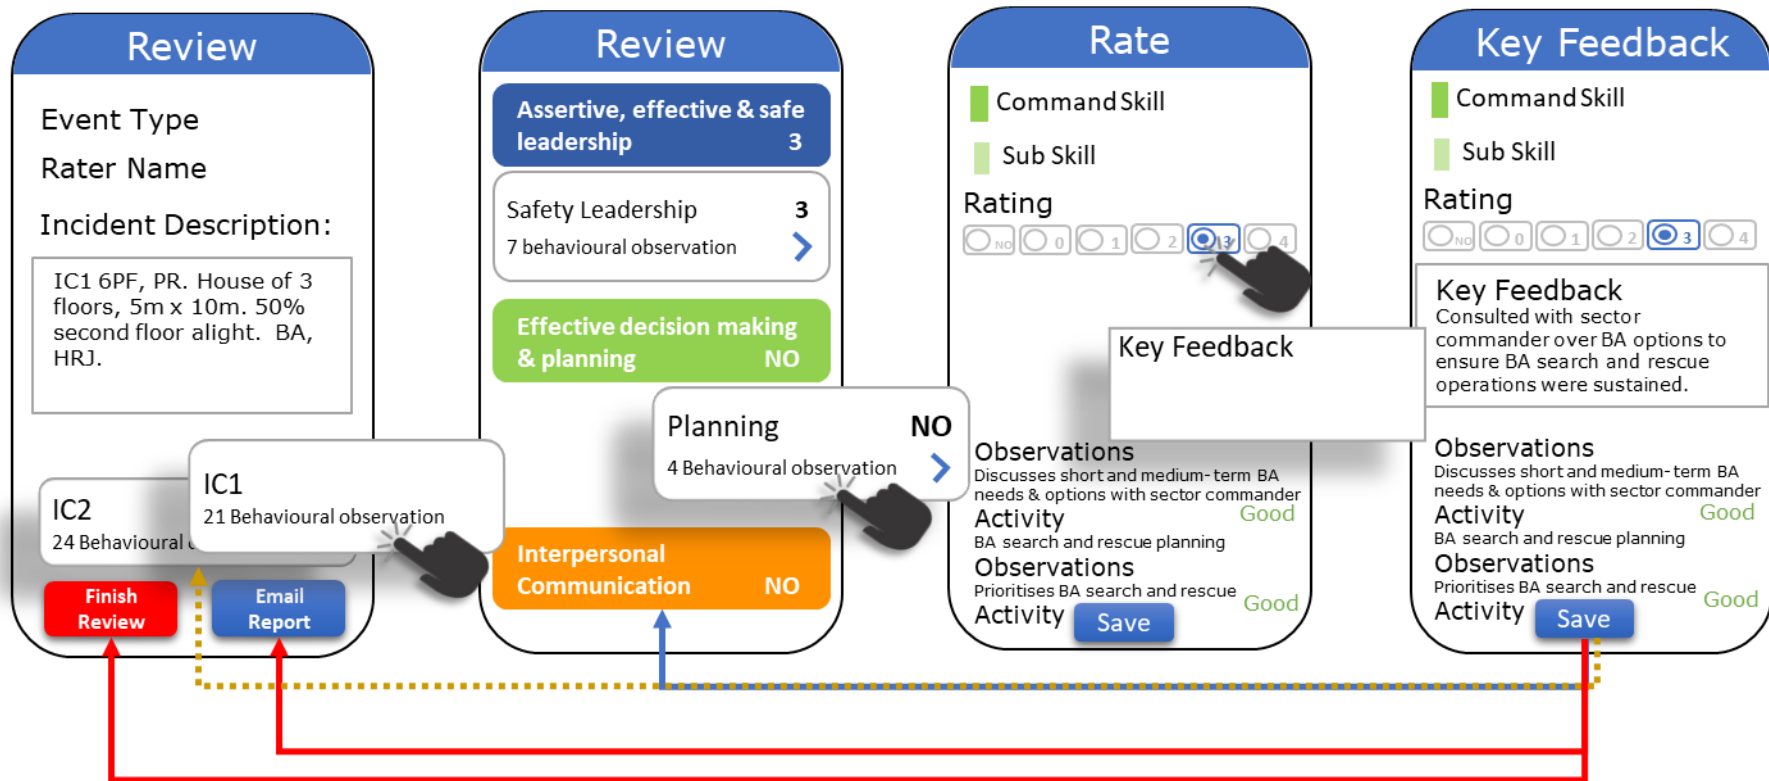 Review
Event Type
Rater Name
Incident Description:
IC1 6PF, PR. House of 3
floors, 5m x 10m. 50%
second floor alight. BA,
HRJ.
IC2
24 Behavioural
IC1
21 Behavioural observation
Finish
Review
Email
Report
Review
Assertive, effective & safe
leadership 3
Safety Leadership 3
7 behavioural observation
Effective decision making
& planning NO
Planning NO
4 Behavioural observation
Interpersonal
Communication NO
Rate
Command Skill
Sub Skill
Rating
NO 0 1 2 3 4
Key Feedback
Observations
Discusses short and medium- term BA
needs & options with sector commander
Activity Good
BA search and rescue planning
Observations
Prioritises BA search and rescue
Activity Good
Save
Key Feedback
Command Skill
Sub Skill
Rating
NO 0 1 2 3 4
Key Feedback
Consulted with sector
commander over BA options to
ensure BA search and rescue
operations were sustained.
Observations
Discusses short and medium- term BA
needs & options with sector commander
Activity Good
BA search and rescue planning
Observations
Prioritises BA search and rescue
Activity Good
Save